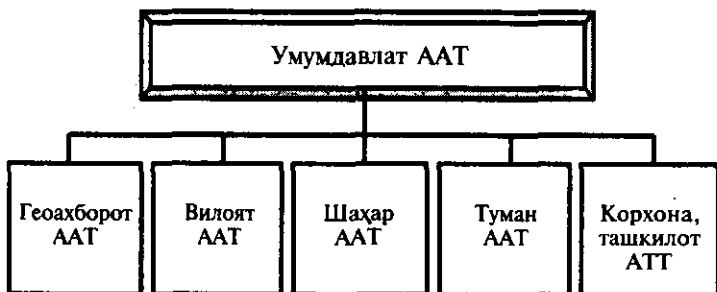 Умумдавлат ААТ
Геоахборот
ААТ
Вилоят
ААТ
Шаҳар
ААТ
Туман
ААТ
Корхона,
ташкилот
АТТ